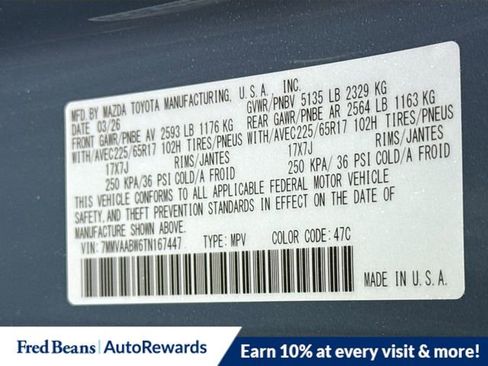 MFD. BY MAZDA TOYOTA MANUFACTURING, U.S.A., INC.
DATE 03/26 GVWR/PNBV 5135 LB 2329 KG
FRONT GAWR/PNBE AV 2593 LB 1176 KG REAR GAWR/PNBE AR 2564 LB 1163 KG
WITH/AVEC225/65R17 102H TIRES/PNEUS WITH/AVEC225/65R17 102H TIRES/PNEUS
17X7J RIMS/JANTES 17X7J RIMS/JANTES
250 KPA/36 PSI COLD/A FROID 250 KPA/36 PSI COLD/A FROID
THIS VEHICLE CONFORMS TO ALL APPLICABLE FEDERAL MOTOR VEHICLE
SAFETY, AND THEFT PREVENTION STANDARDS IN EFFECT ON THE DATE OF
MANUFACTURE SHOWN ABOVE.
VIN: 7MMVAABW6TN167447 TYPE: MPV COLOR CODE: 47C
MADE IN U.S.A.
Fred Beans | AutoRewards
Earn 10% at every visit & more!